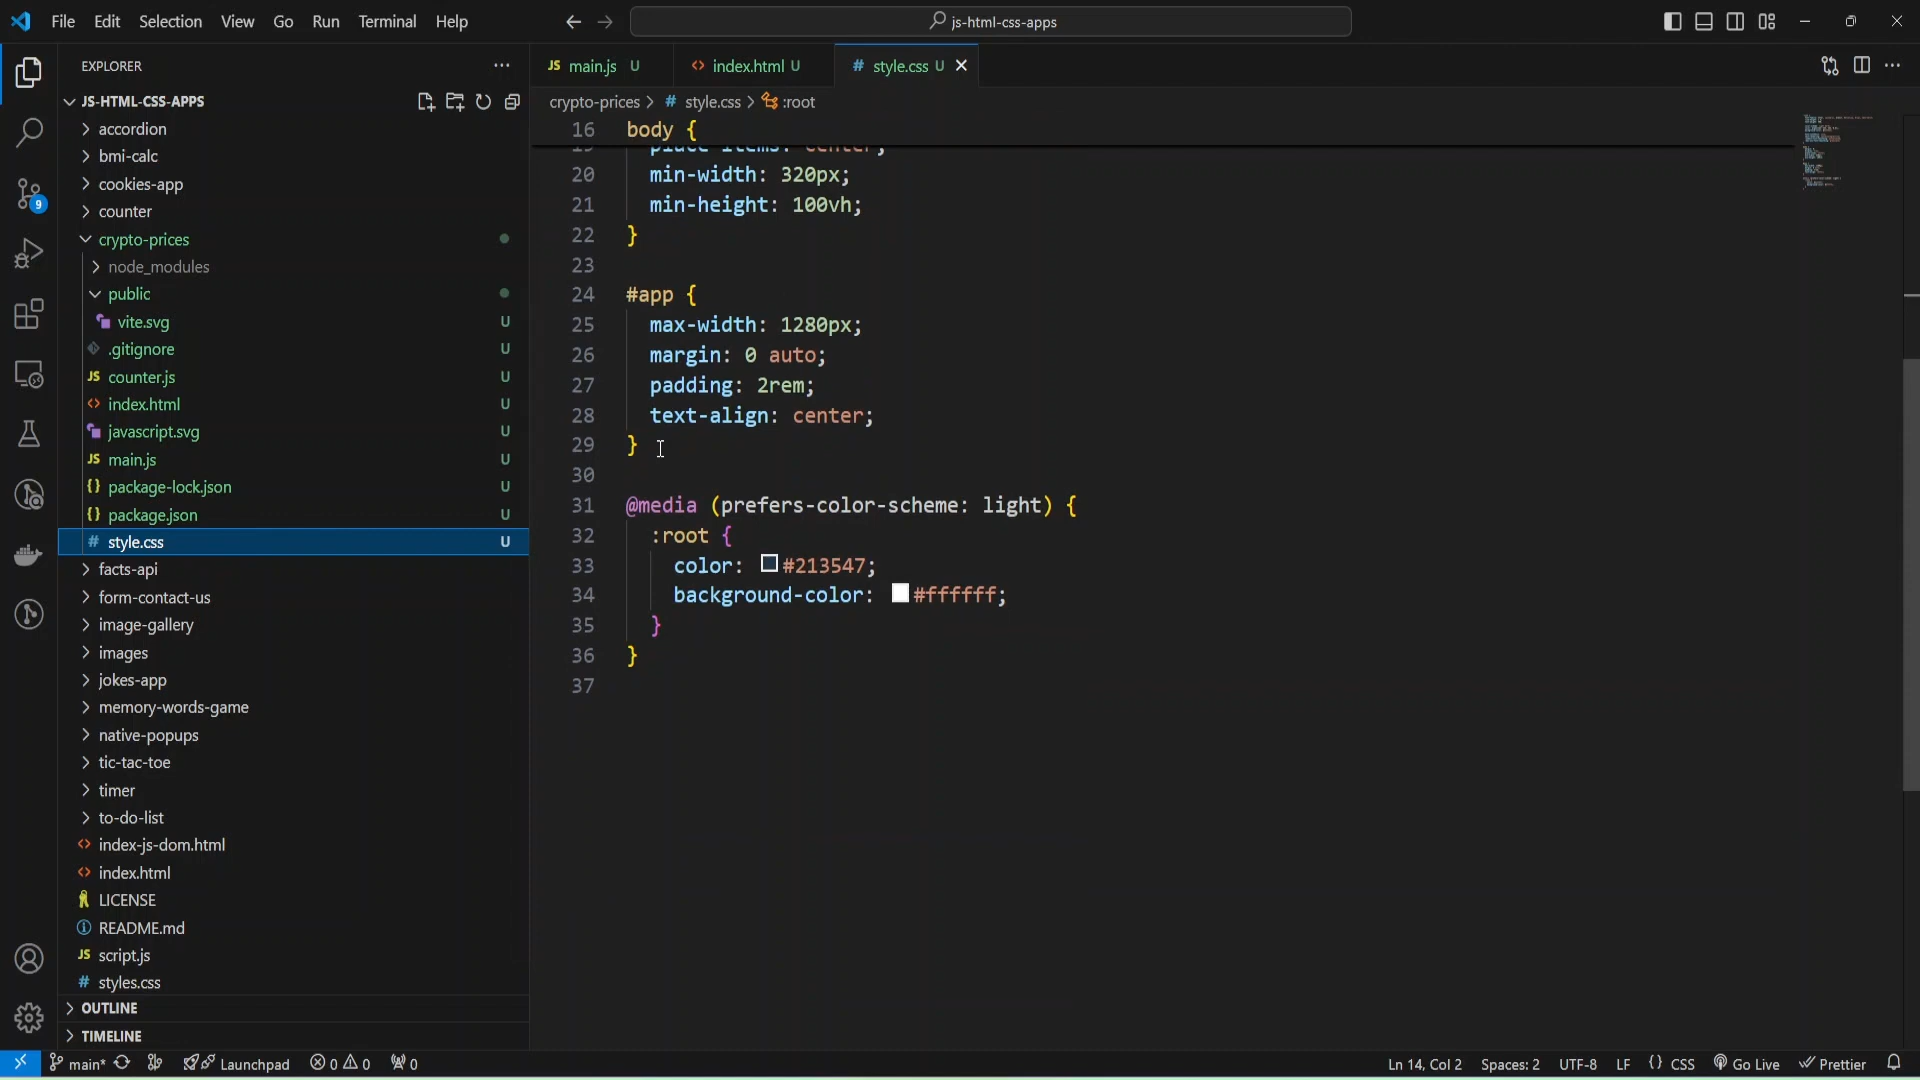 File Edit Selection View Go Run Terminal Help
js-html-css-apps
EXPLORER
JS-HTML-CSS-APPS
accordion
bmi-calc
cookies-app
counter
crypto-prices
node_modules
public
vite.svg U
.gitignore U
JS counter.js U
index.html U
javascript.svg U
JS main.js U
{} package-lock.json U
{} package.json U
# style.css U
facts-api
form-contact-us
image-gallery
images
jokes-app
memory-words-game
native-popups
tic-tac-toe
timer
to-do-list
index-js-dom.html
index.html
LICENSE
README.md
JS script.js
# styles.css
OUTLINE
TIMELINE
9
JS main.js U
index.html U
# style.css U
crypto-prices > # style.css > :root
16 body {
place-items: center;
20 min-width: 320px;
21 min-height: 100vh;
22 }
23
24 #app {
25 max-width: 1280px;
26 margin: 0 auto;
27 padding: 2rem;
28 text-align: center;
29 }
30
31 @media (prefers-color-scheme: light) {
32 :root {
33 color: #213547;
34 background-color: #ffffff;
35 }
36 }
37
main* Launchpad 0 0 0
Ln 14, Col 2 Spaces: 2 UTF-8 LF {} CSS Go Live Prettier